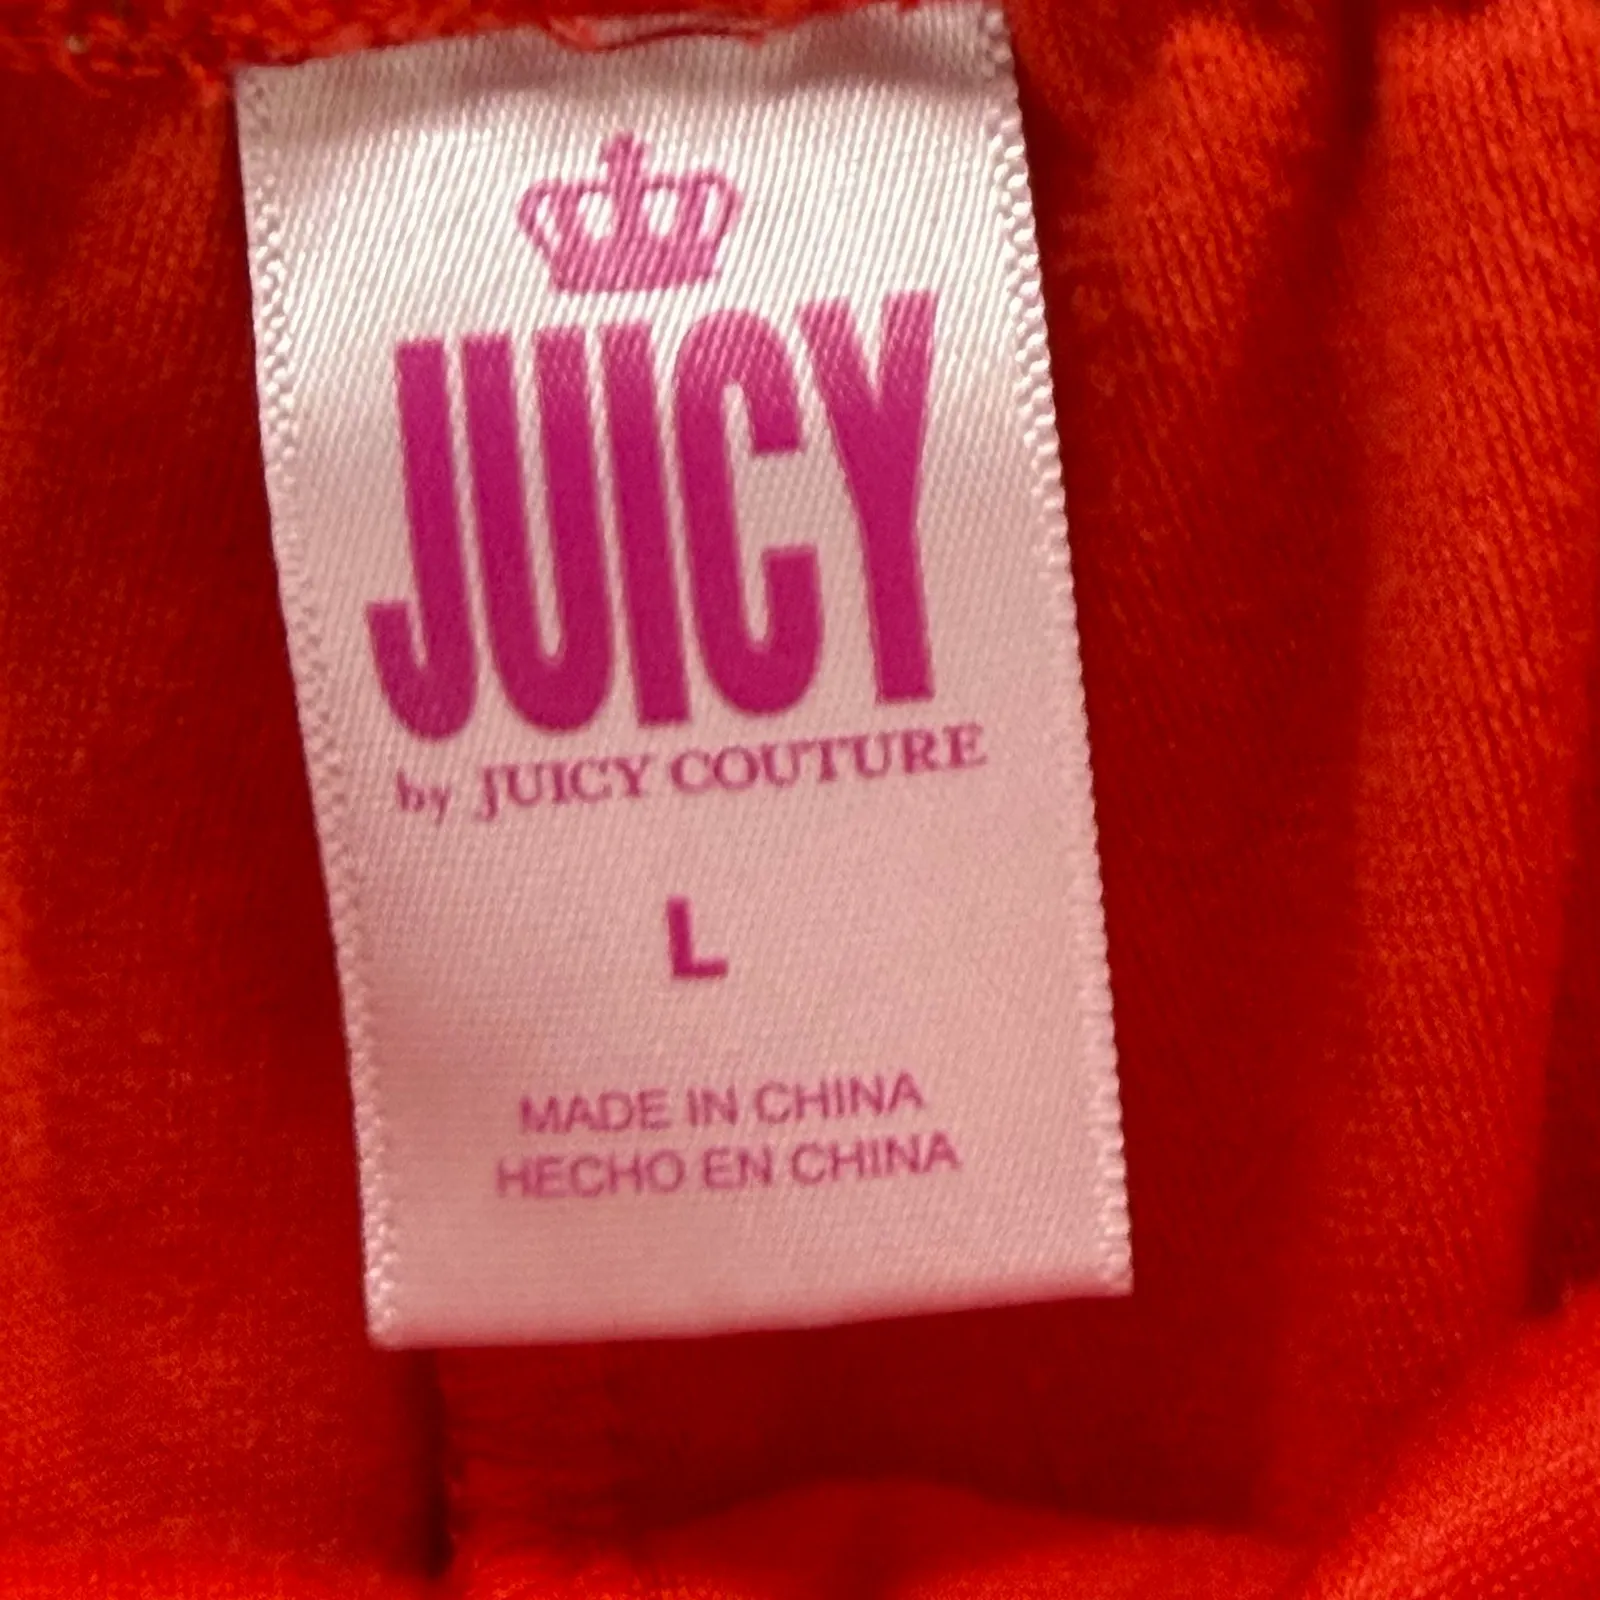 JUICY
by JUICY COUTURE
L
MADE IN CHINA
HECHO EN CHINA